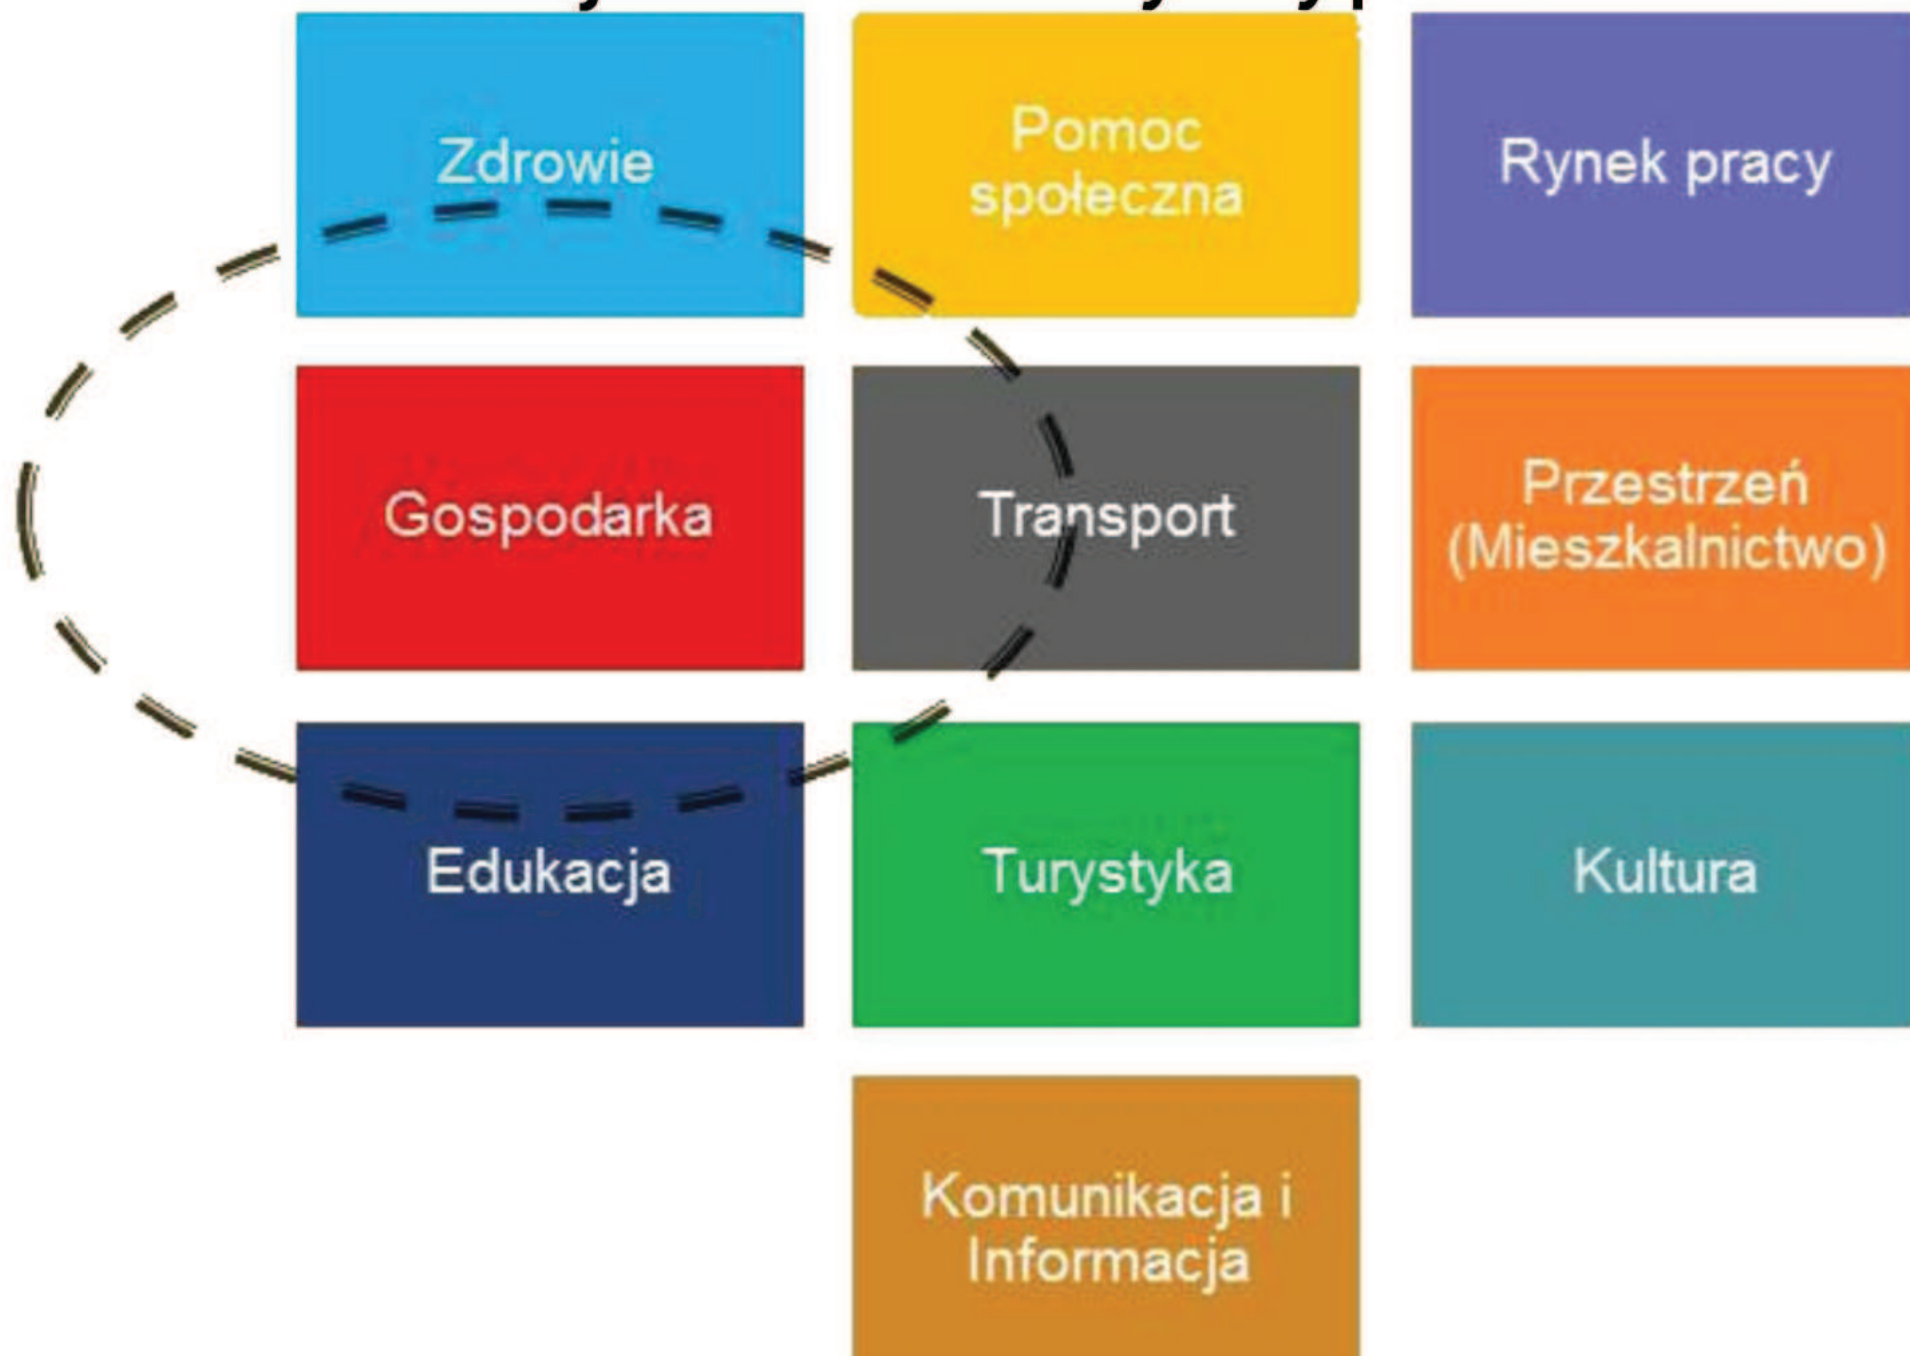 Zdrowie
Pomoc
społeczna
Rynek pracy
Gospodarka
Transport
Przestrzeń
(Mieszkalnictwo)
Edukacja
Turystyka
Kultura
Komunikacja i
Informacja